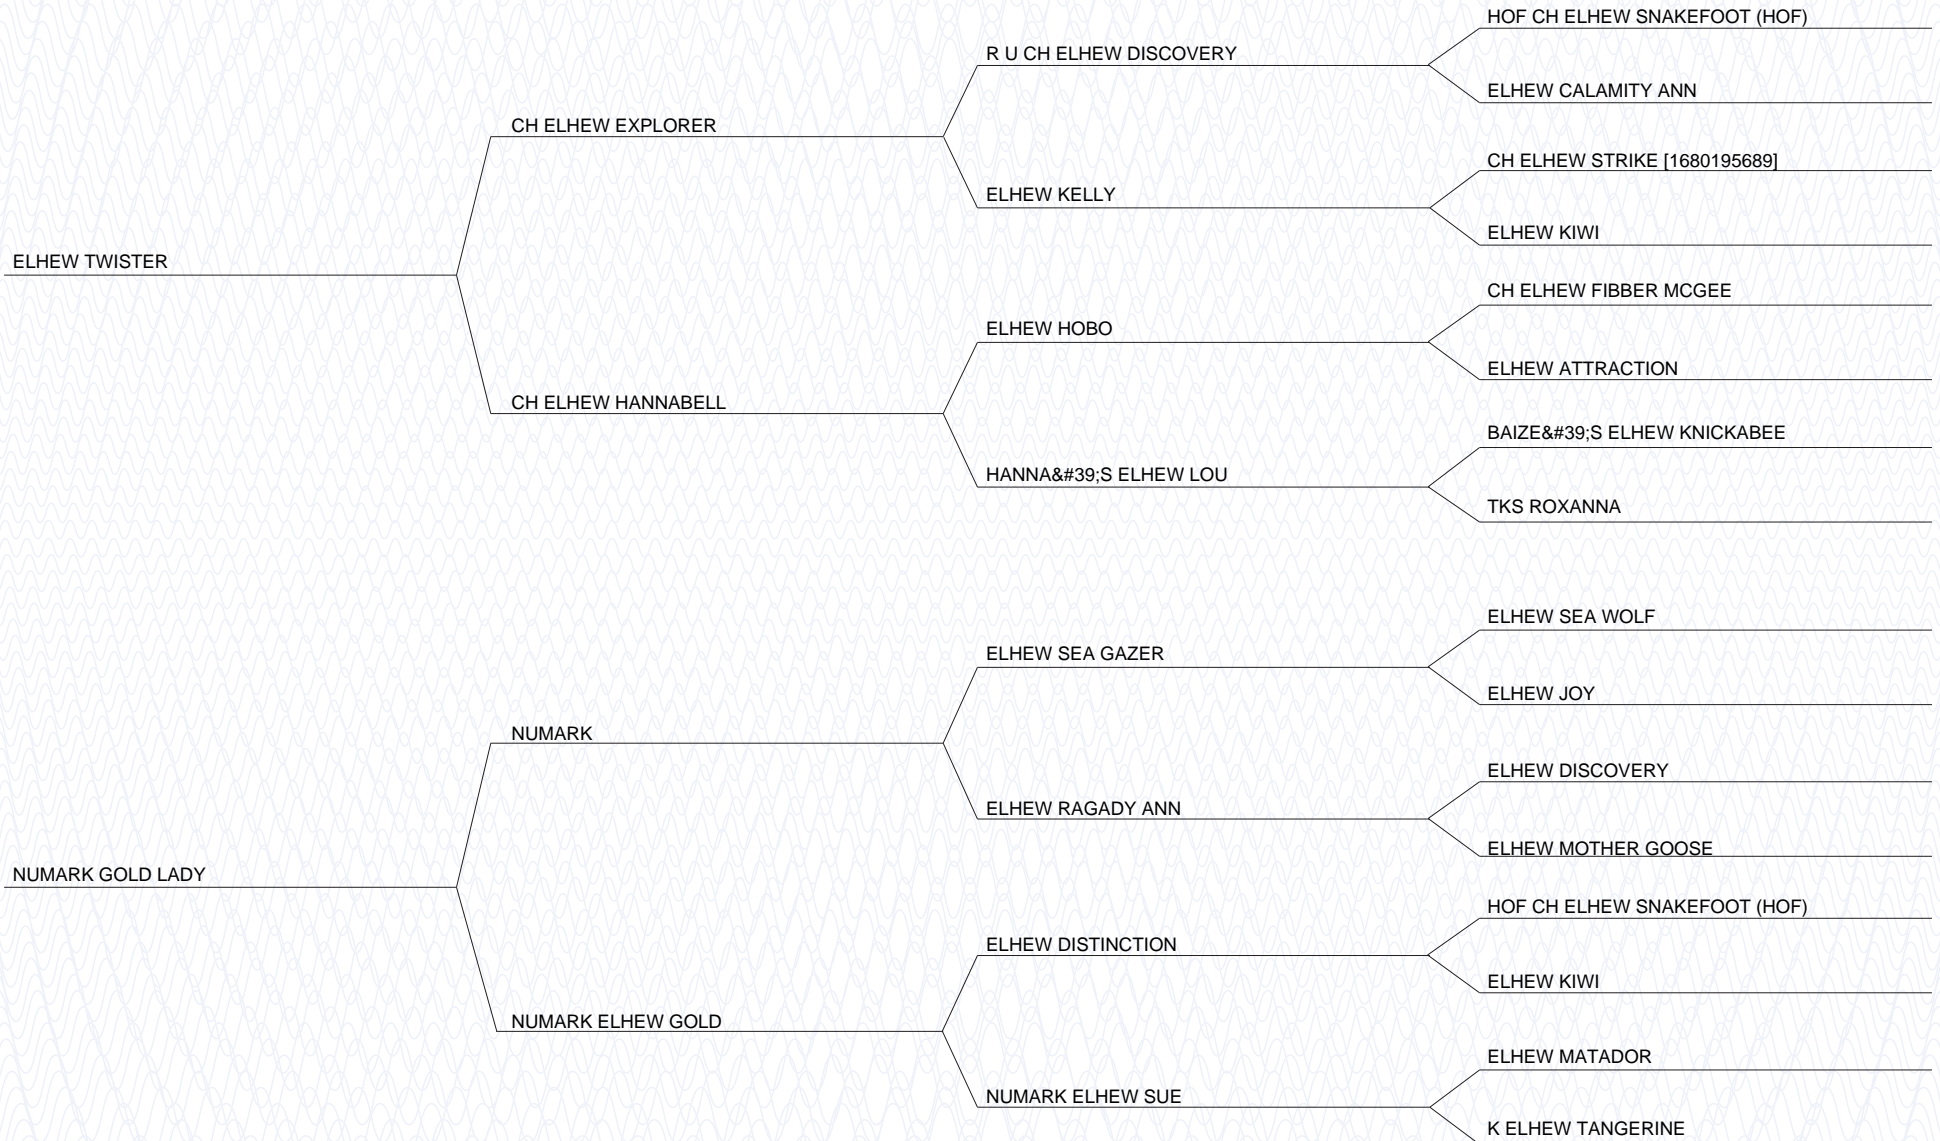 HOF CH ELHEW SNAKEFOOT (HOF)
R U CH ELHEW DISCOVERY
ELHEW CALAMITY ANN
CH ELHEW EXPLORER
CH ELHEW STRIKE [1680195689]
ELHEW KELLY
ELHEW KIWI
ELHEW TWISTER
CH ELHEW FIBBER MCGEE
ELHEW HOBO
ELHEW ATTRACTION
CH ELHEW HANNABELL
BAIZE&#39;S ELHEW KNICKABEE
HANNA&#39;S ELHEW LOU
TKS ROXANNA
ELHEW SEA WOLF
ELHEW SEA GAZER
ELHEW JOY
NUMARK
ELHEW DISCOVERY
ELHEW RAGADY ANN
ELHEW MOTHER GOOSE
NUMARK GOLD LADY
HOF CH ELHEW SNAKEFOOT (HOF)
ELHEW DISTINCTION
ELHEW KIWI
NUMARK ELHEW GOLD
ELHEW MATADOR
NUMARK ELHEW SUE
K ELHEW TANGERINE